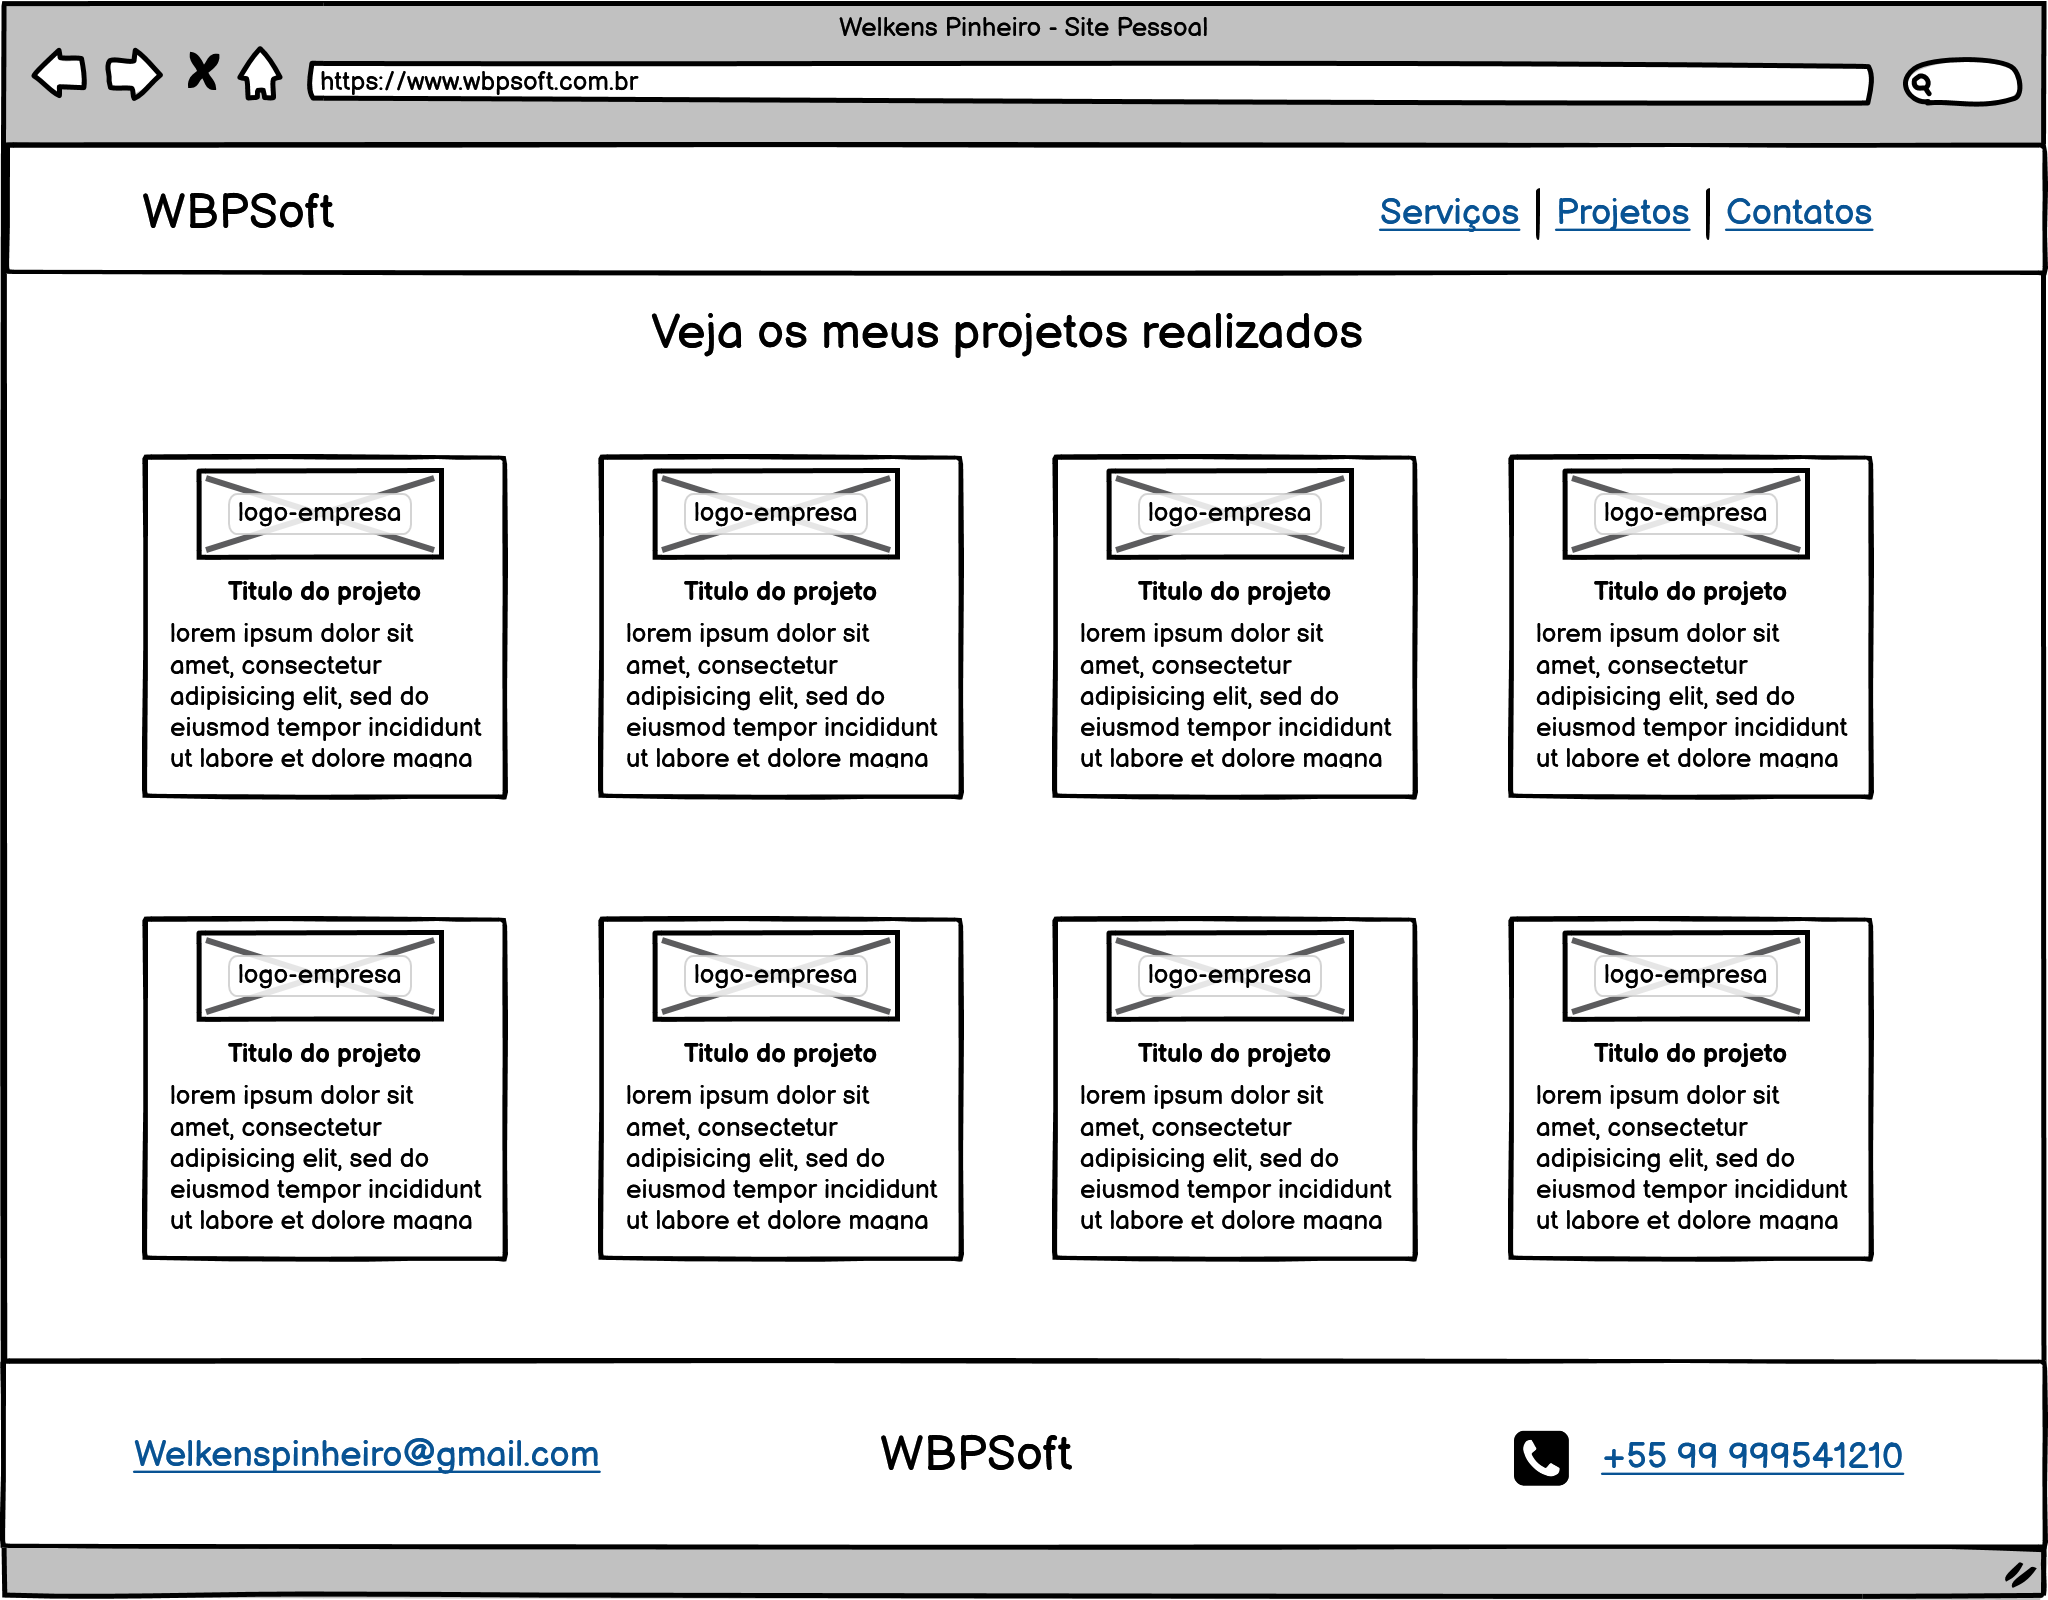 Welkens Pinheiro - Site Pessoal
https://www.wbpsoft.com.br
WBPSoft
Serviços
Projetos
Contatos
Veja os meus projetos realizados
logo-empresa
Titulo do projeto
lorem ipsum dolor sit
amet, consectetur
adipisicing elit, sed do
eiusmod tempor incididunt
ut labore et dolore magna
logo-empresa
Titulo do projeto
lorem ipsum dolor sit
amet, consectetur
adipisicing elit, sed do
eiusmod tempor incididunt
ut labore et dolore magna
logo-empresa
Titulo do projeto
lorem ipsum dolor sit
amet, consectetur
adipisicing elit, sed do
eiusmod tempor incididunt
ut labore et dolore magna
logo-empresa
Titulo do projeto
lorem ipsum dolor sit
amet, consectetur
adipisicing elit, sed do
eiusmod tempor incididunt
ut labore et dolore magna
logo-empresa
Titulo do projeto
lorem ipsum dolor sit
amet, consectetur
adipisicing elit, sed do
eiusmod tempor incididunt
ut labore et dolore magna
logo-empresa
Titulo do projeto
lorem ipsum dolor sit
amet, consectetur
adipisicing elit, sed do
eiusmod tempor incididunt
ut labore et dolore magna
logo-empresa
Titulo do projeto
lorem ipsum dolor sit
amet, consectetur
adipisicing elit, sed do
eiusmod tempor incididunt
ut labore et dolore magna
logo-empresa
Titulo do projeto
lorem ipsum dolor sit
amet, consectetur
adipisicing elit, sed do
eiusmod tempor incididunt
ut labore et dolore magna
Welkenspinheiro@gmail.com
WBPSoft
+55 99 999541210